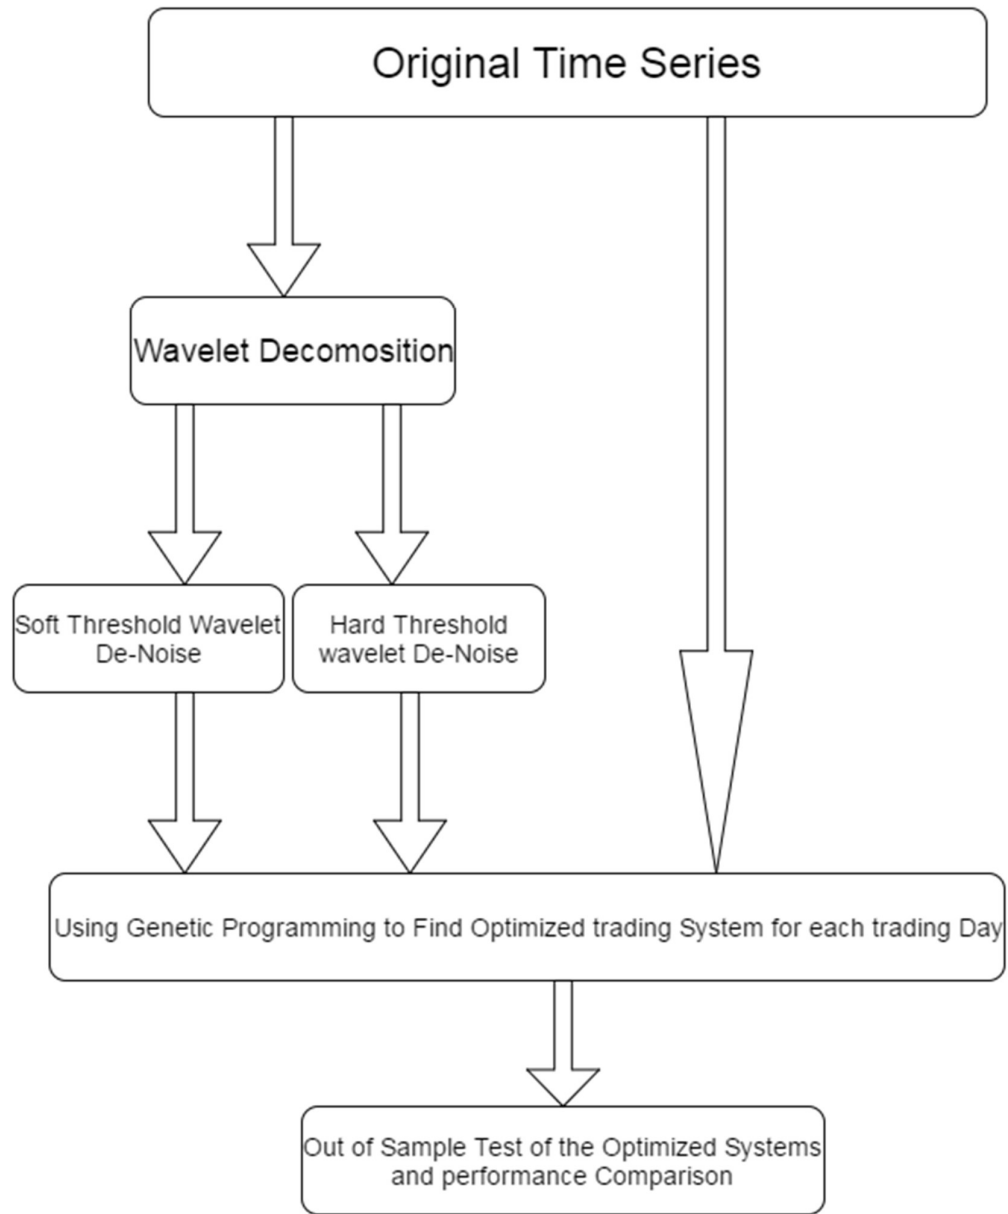 Original Time Series
Wavelet Decomosition
Soft Threshold Wavelet
De-Noise
Hard Threshold
wavelet De-Noise
Using Genetic Programming to Find Optimized trading System for each trading Day
Out of Sample Test of the Optimized Systems
and performance Comparison